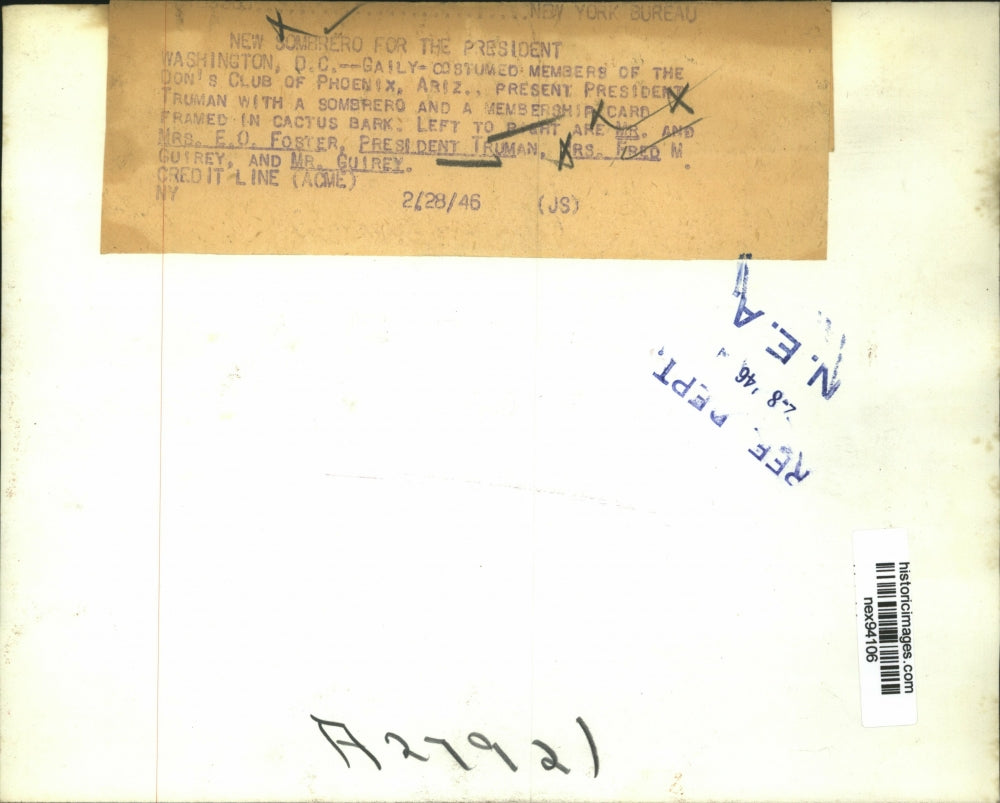 NEW YORK BUREAU
NEW SOMBRERO FOR THE PRESIDENT
WASHINGTON, D.C.--GAILY-COSTUMED MEMBERS OF THE
DON'S CLUB OF PHOENIX, ARIZ., PRESENT PRESIDENT
TRUMAN WITH A SOMBRERO AND A MEMBERSHIP CARD
FRAMED IN CACTUS BARK. LEFT TO RIGHT ARE MR. AND
MRS. E.O. FOSTER, PRESIDENT TRUMAN, MRS. FRED M
GUIREY, AND MR. GUIREY.
CREDIT LINE (ACME)
NY 2/28/46 (JS)
N. E. A
8 '46
REF. DEPT.
historicimages.com
nex94106
A27921